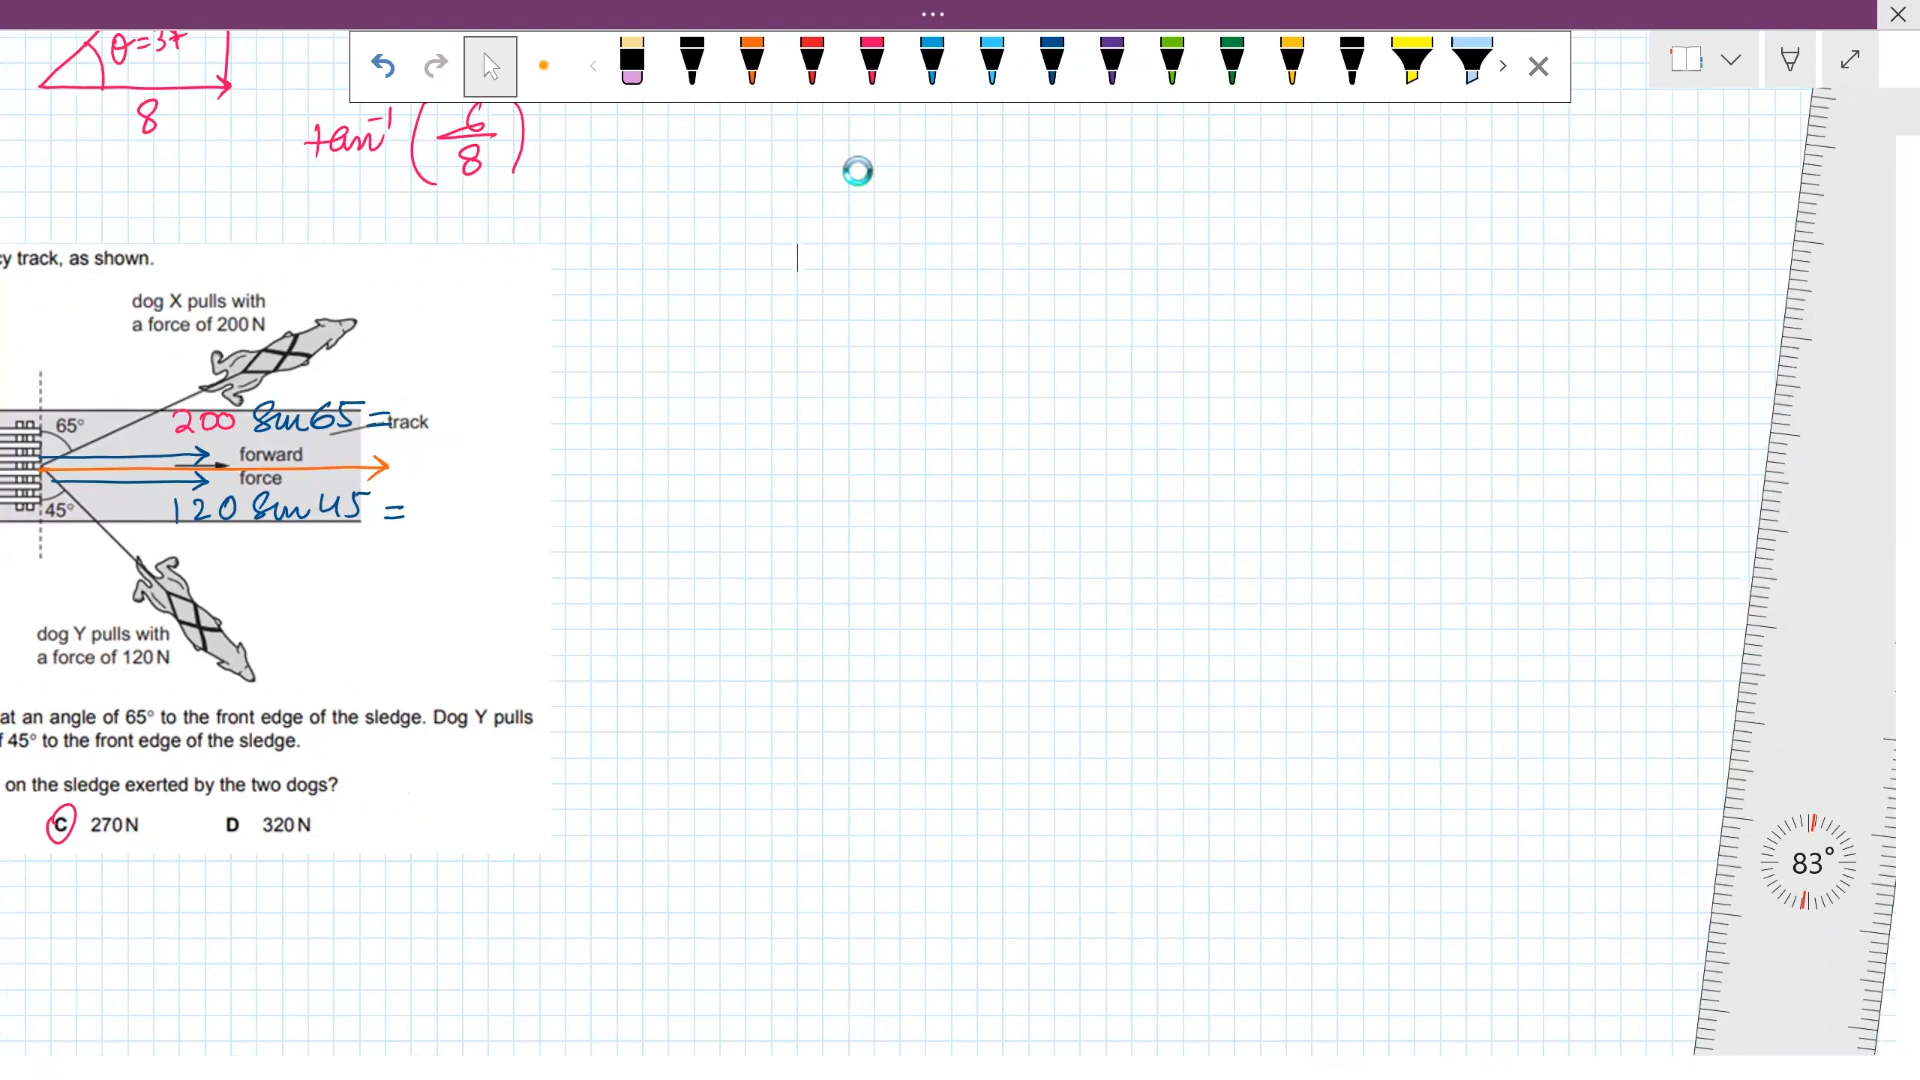 θ=37
8
tan⁻¹ (6/8)
cy track, as shown.
dog X pulls with
a force of 200 N
65°
200 Sin65 =
track
forward
force
45°
120 Sin 45 =
dog Y pulls with
a force of 120 N
at an angle of 65° to the front edge of the sledge. Dog Y pulls
f 45° to the front edge of the sledge.
on the sledge exerted by the two dogs?
C 270 N D 320 N
83°